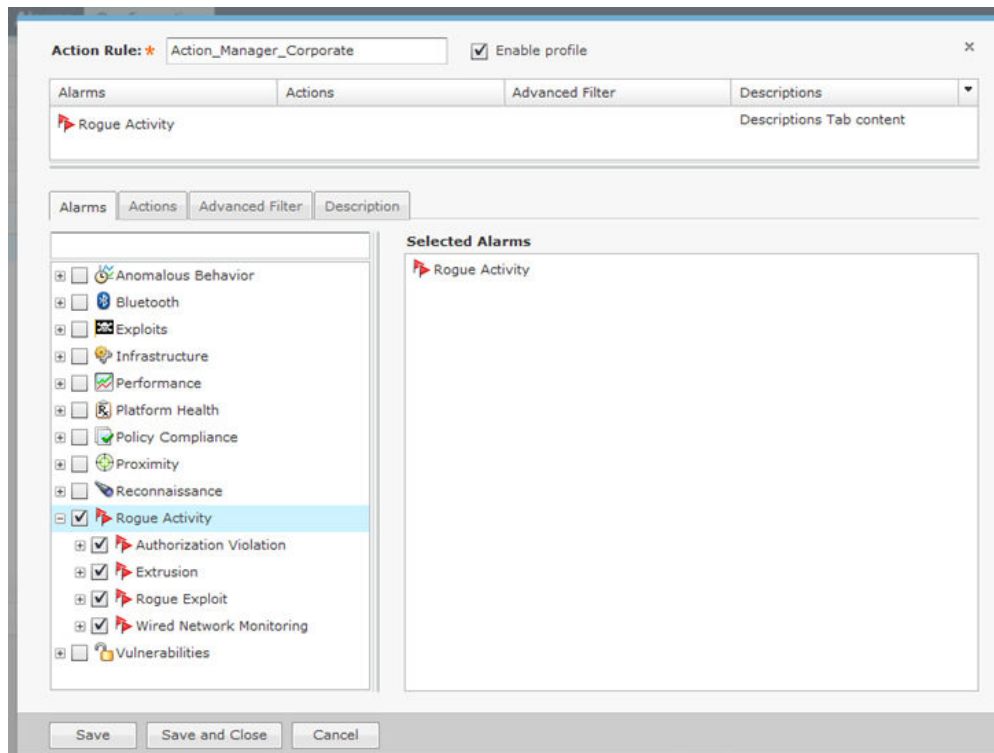 Action Rule: * Action_Manager_Corporate Enable profile
Alarms Actions Advanced Filter Descriptions
Rogue Activity Descriptions Tab content
Alarms Actions Advanced Filter Description
Selected Alarms
Rogue Activity
Anomalous Behavior
Bluetooth
Exploits
Infrastructure
Performance
Platform Health
Policy Compliance
Proximity
Reconnaissance
Rogue Activity
Authorization Violation
Extrusion
Rogue Exploit
Wired Network Monitoring
Vulnerabilities
Save Save and Close Cancel